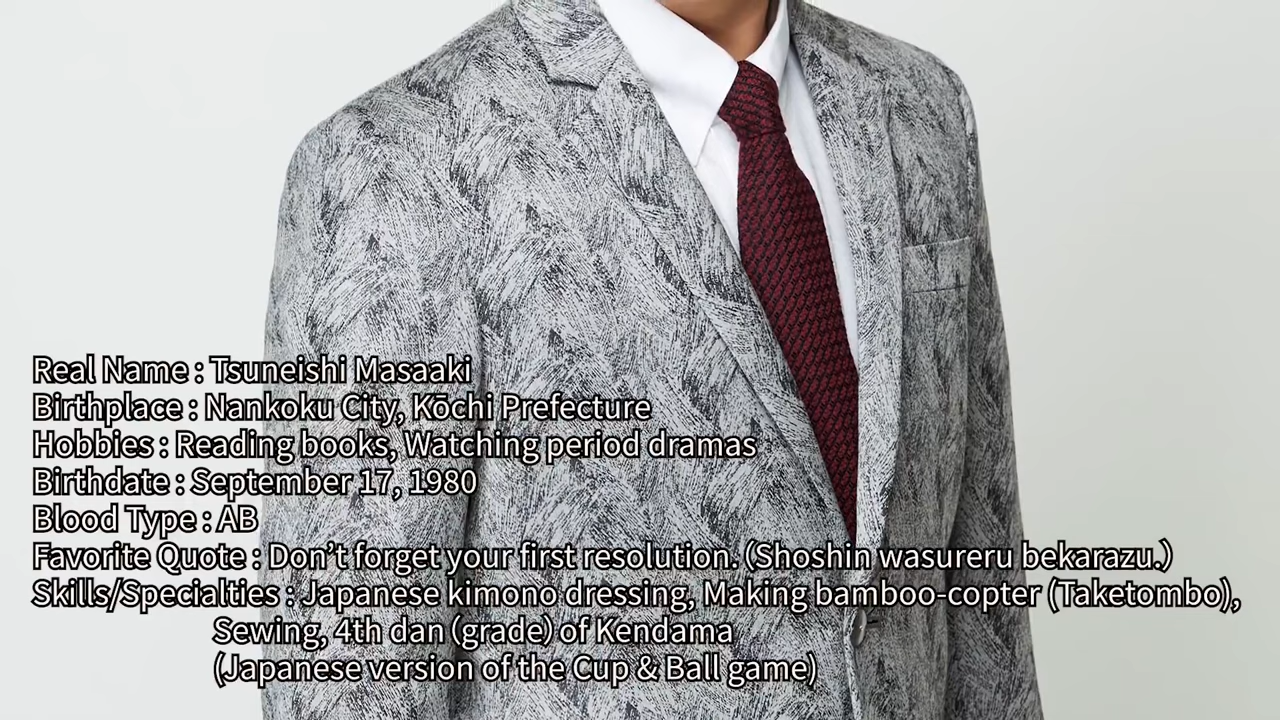 Real Name : Tsuneishi Masaaki
Birthplace : Nankoku City, Kōchi Prefecture
Hobbies : Reading books, Watching period dramas
Birthdate : September 17, 1980
Blood Type : AB
Favorite Quote : Don’t forget your first resolution. (Shoshin wasureru bekarazu.)
Skills/Specialties : Japanese kimono dressing, Making bamboo-copter (Taketombo),
Sewing, 4th dan (grade) of Kendama
(Japanese version of the Cup & Ball game)